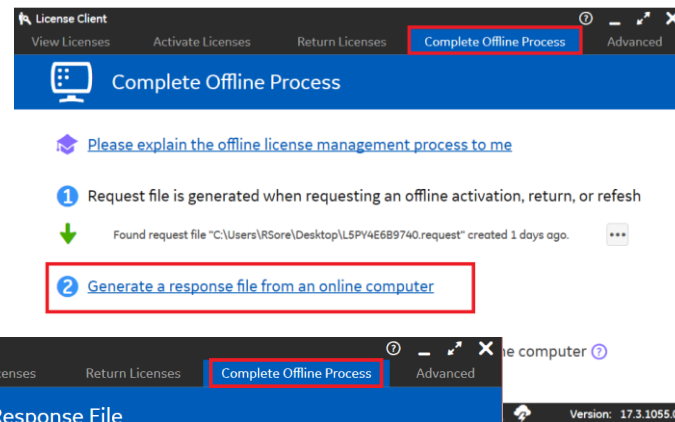 License Client
View Licenses Activate Licenses Return Licenses Complete Offline Process Advanced
Complete Offline Process
Please explain the offline license management process to me
1 Request file is generated when requesting an offline activation, return, or refesh
Found request file "C:\Users\RSore\Desktop\L5PY4E6B9740.request" created 1 days ago.
2 Generate a response file from an online computer
computer
Return Licenses Complete Offline Process Advanced
Response File
Version: 17.3.1055.0